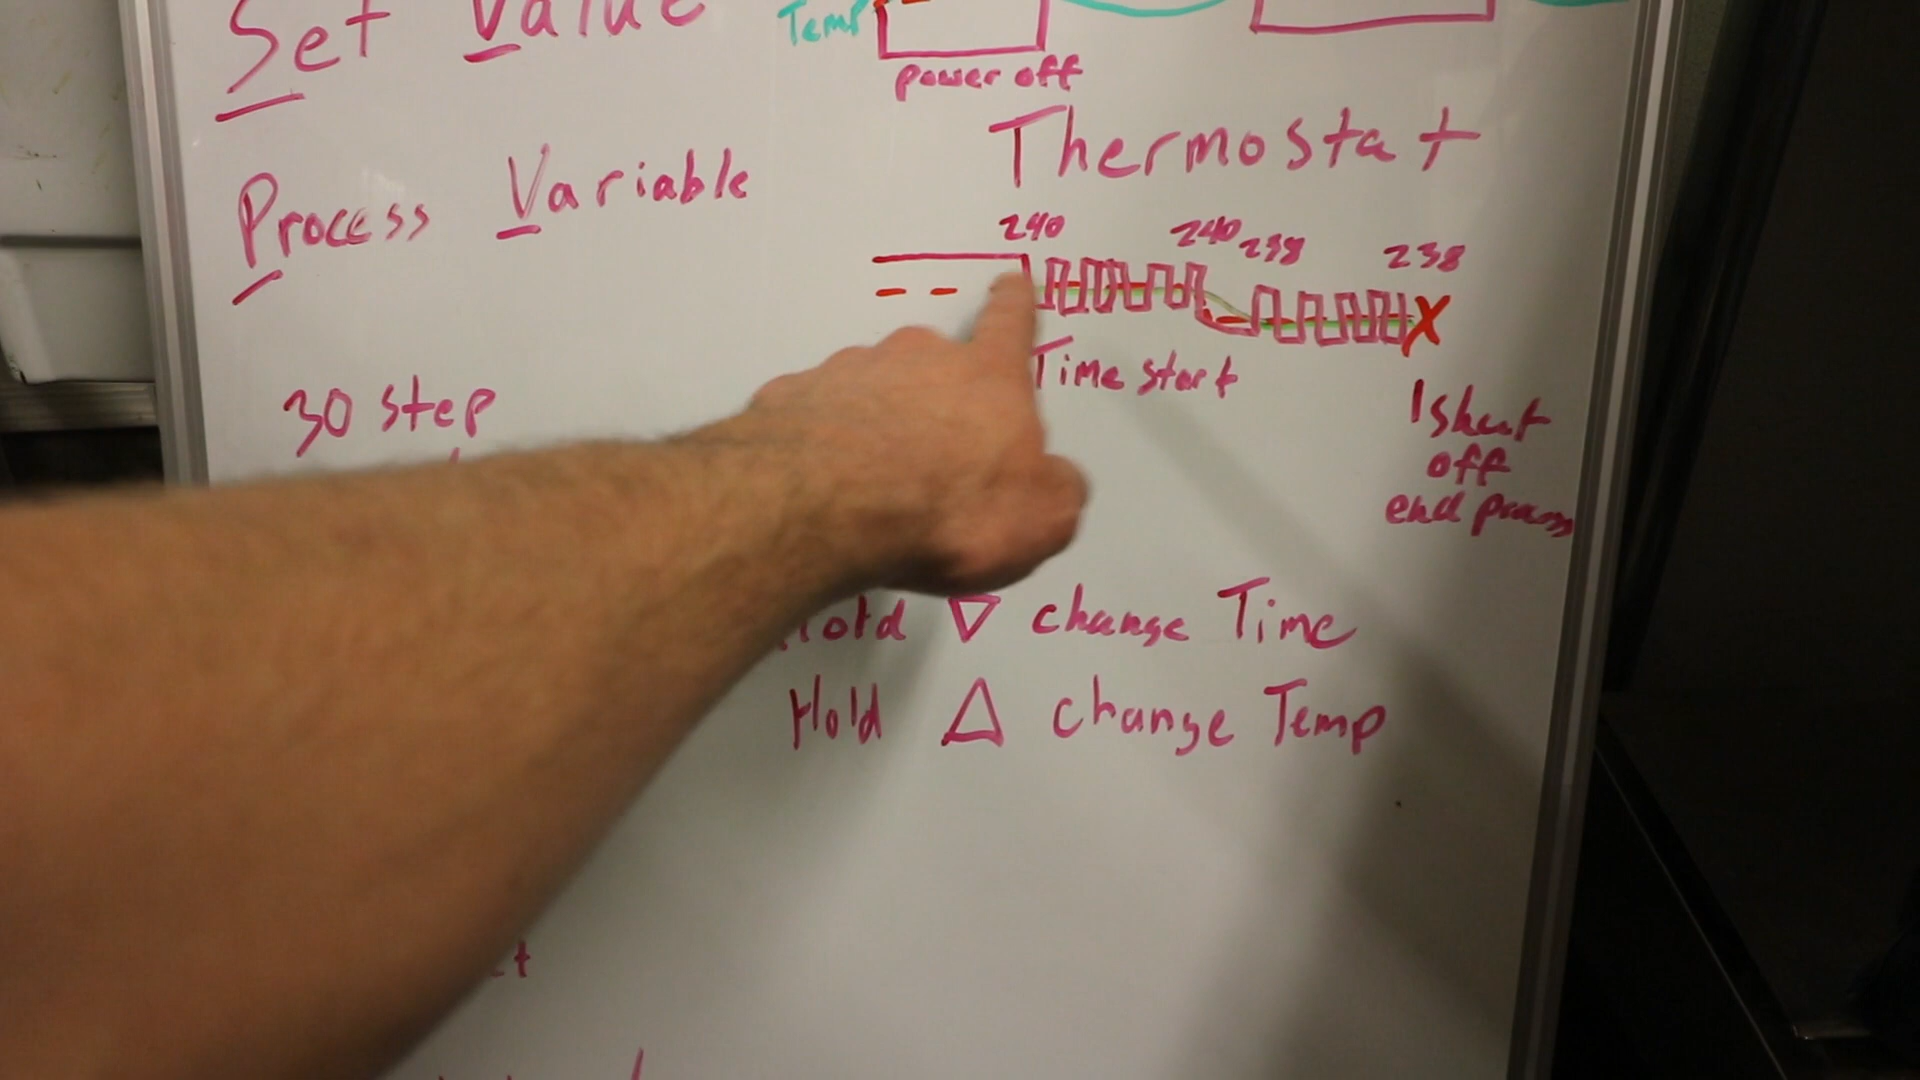 Set Value
Temp
power off
Thermostat
Process Variable
240 240 238 238
Time start
30 step
1 shut
off
end process
Hold ▽ change Time
Hold △ change Temp